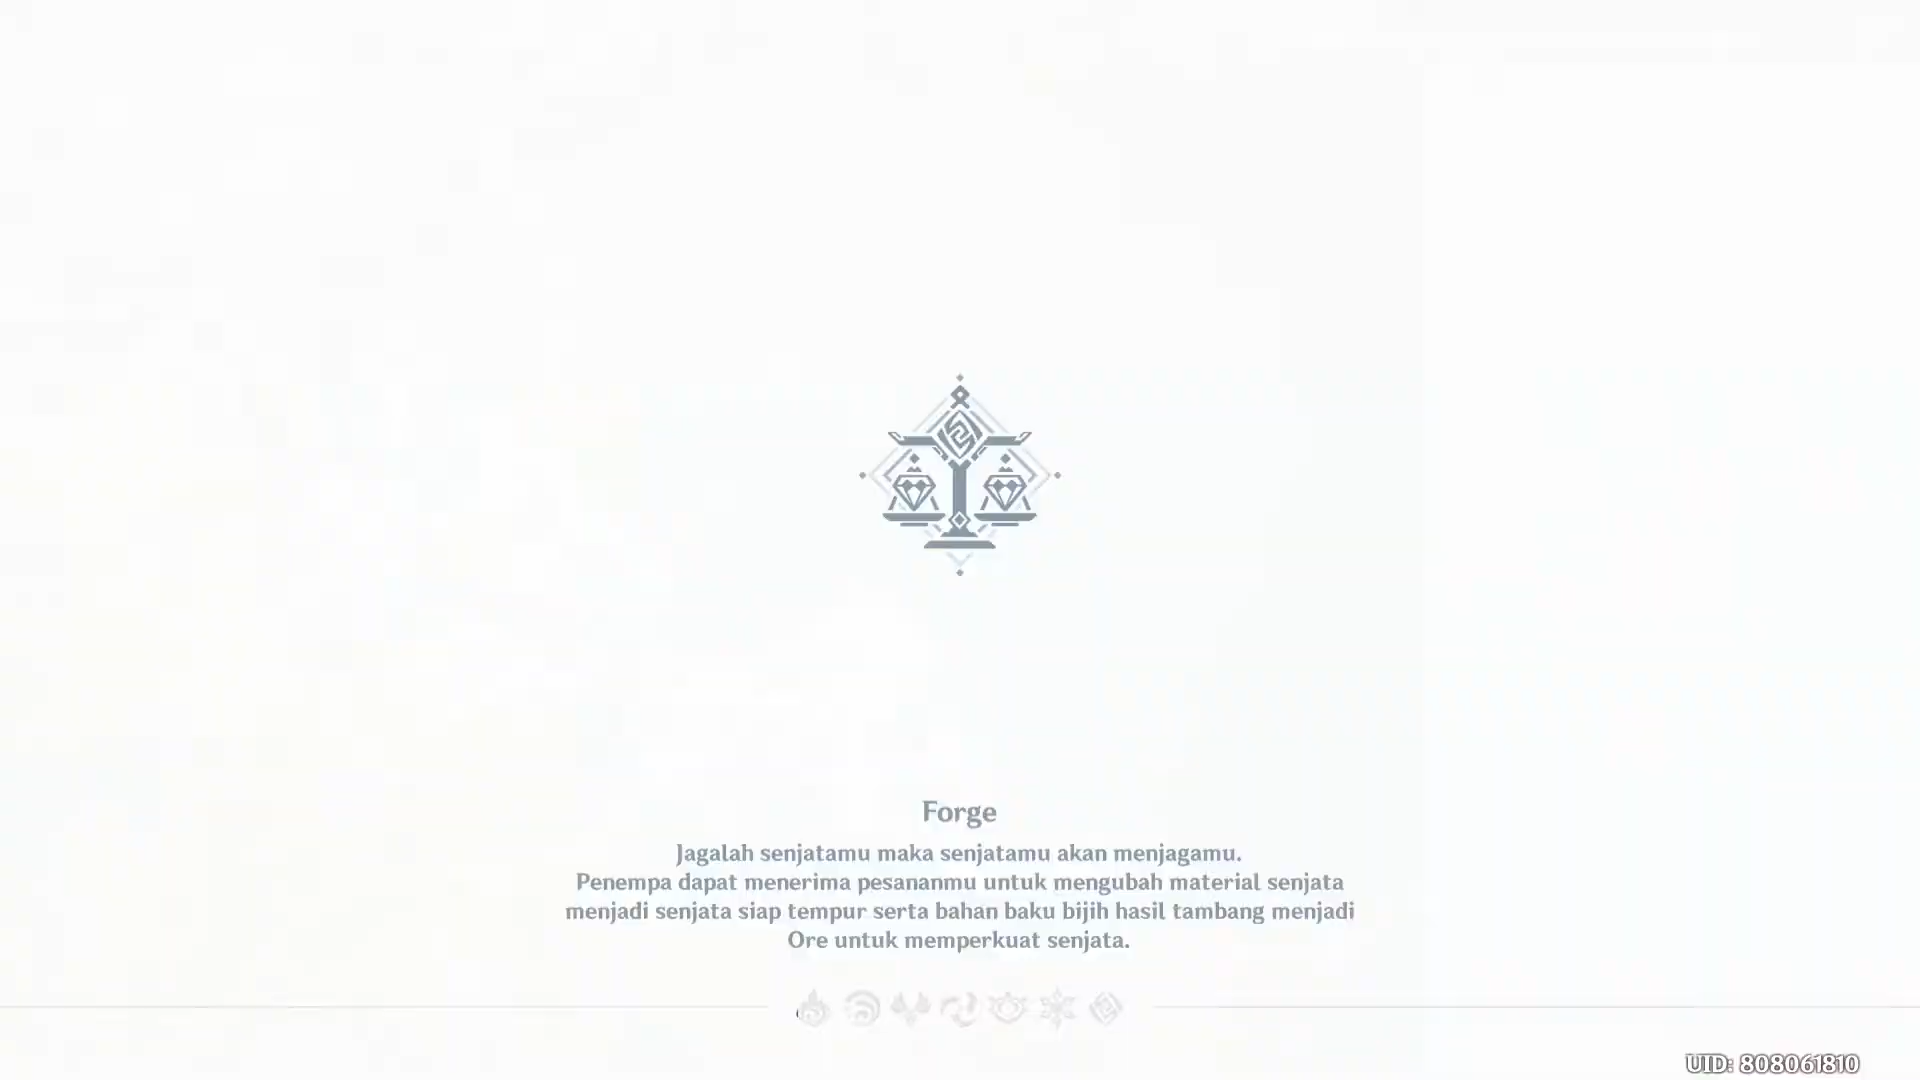 Forge
Jagalah senjatamu maka senjatamu akan menjagamu.
Penempa dapat menerima pesananmu untuk mengubah material senjata
menjadi senjata siap tempur serta bahan baku bijih hasil tambang menjadi
Ore untuk memperkuat senjata.
UID: 808061810